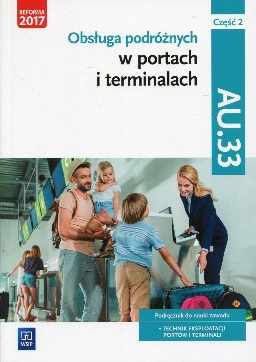 REFORMA
2017
Część 2
Obsługa podróżnych
w portach
i terminalach
AU.33
Podręcznik do nauki zawodu
• TECHNIK EKSPLOATACJI
PORTÓW I TERMINALI
WSiP